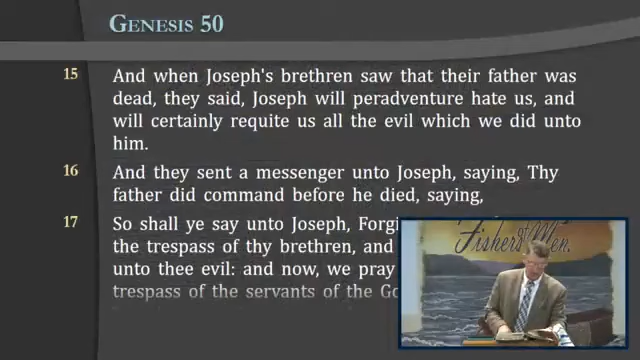 GENESIS 50
15 And when Joseph's brethren saw that their father was
dead, they said, Joseph will peradventure hate us, and
will certainly requite us all the evil which we did unto
him.
16 And they sent a messenger unto Joseph, saying, Thy
father did command before he died, saying,
17 So shall ye say unto Joseph,
the trespass of thy brethren, and
unto thee evil: and now, we pray
trespass of the servants of the
Fishers of Men.